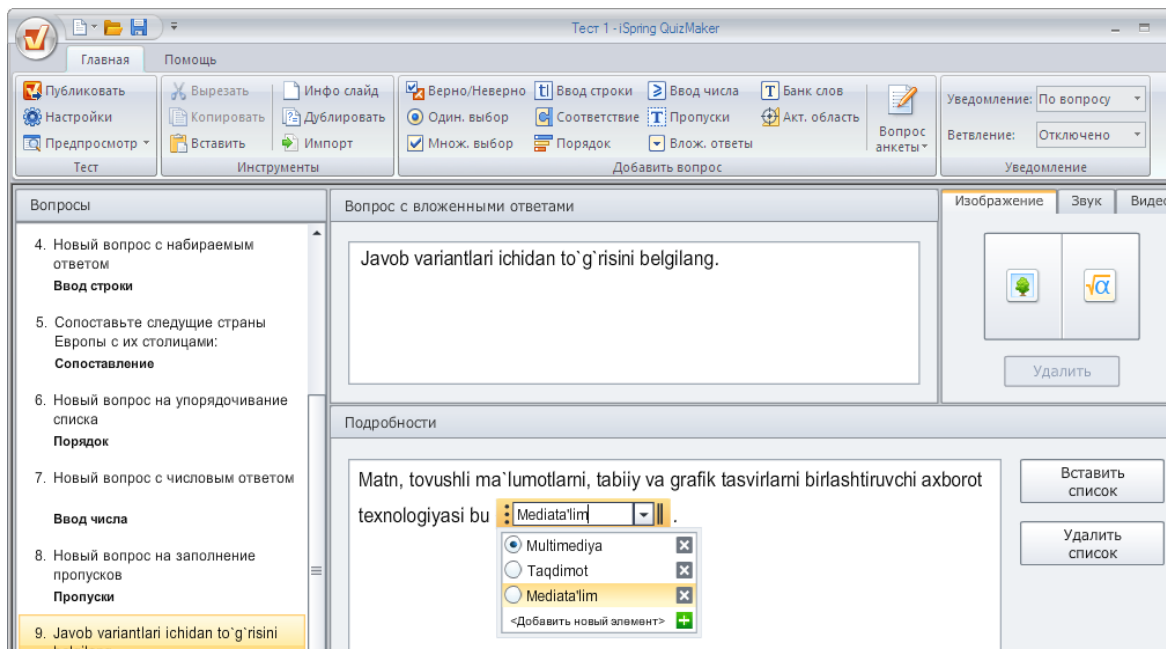 Тест 1 - iSpring QuizMaker
Главная Помощь
Публиковать Вырезать Инфо слайд Верно/Неверно Ввод строки Ввод числа Банк слов
Настройки Копировать Дублировать Один. выбор Соответствие Пропуски Акт. область
Предпросмотр Вставить Импорт Множ. выбор Порядок Влож. ответы
Вопрос
анкеты
Уведомление: По вопросу
Ветвление: Отключено
Тест Инструменты Добавить вопрос Уведомление
Вопросы
4. Новый вопрос с набираемым
ответом
Ввод строки
5. Сопоставьте следущие страны
Европы с их столицами:
Сопоставление
6. Новый вопрос на упорядочивание
списка
Порядок
7. Новый вопрос с числовым ответом
Ввод числа
8. Новый вопрос на заполнение
пропусков
Пропуски
9. Javob variantlari ichidan to`g`risini
Вопрос с вложенными ответами
Javob variantlari ichidan to`g`risini belgilang.
Изображение Звук Видео
Удалить
Подробности
Matn, tovushli ma`lumotlarni, tabiiy va grafik tasvirlarni birlashtiruvchi axborot
texnologiyasi bu Mediata'lim .
Multimediya
Taqdimot
Mediata'lim
<Добавить новый элемент>
Вставить
список
Удалить
список